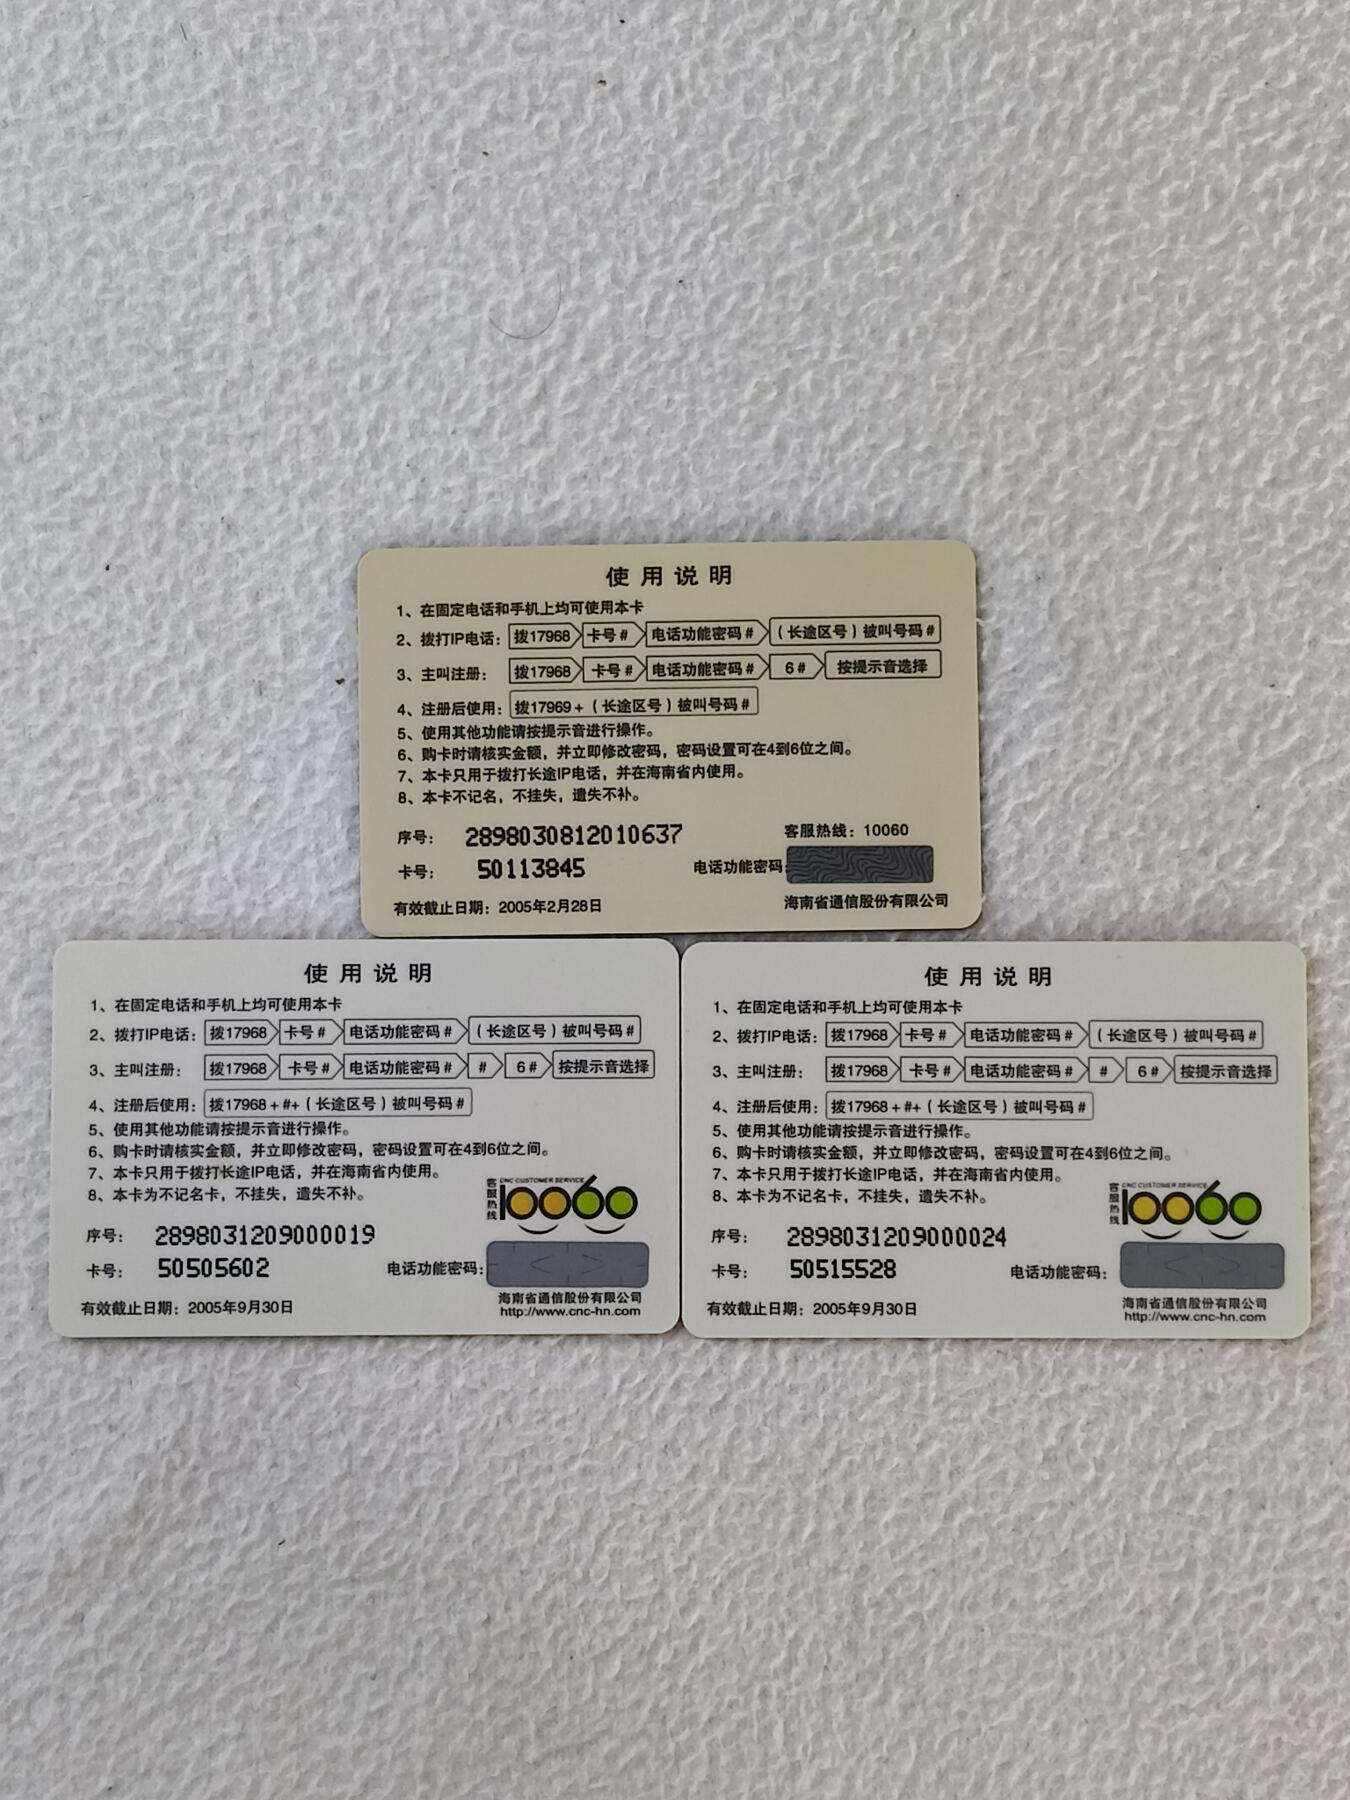 使用说明
1、在固定电话和手机上均可使用本卡
2、拨打IP电话：拨17968 卡号# 电话功能密码# （长途区号）被叫号码#
3、主叫注册：拨17968 卡号# 电话功能密码# 6# 按提示音选择
4、注册后使用：拨17969+（长途区号）被叫号码#
5、使用其他功能请按提示音进行操作。
6、购卡时请核实金额，并立即修改密码，密码设置可在4到6位之间。
7、本卡只用于拨打长途IP电话，并在海南省内使用。
8、本卡不记名，不挂失，遗失不补。
序号：2898030812010637 客服热线：10060
卡号：50113845 电话功能密码：
有效截止日期：2005年2月28日 海南省通信股份有限公司
使用说明
1、在固定电话和手机上均可使用本卡
2、拨打IP电话：拨17968 卡号# 电话功能密码# （长途区号）被叫号码#
3、主叫注册：拨17968 卡号# 电话功能密码# # 6# 按提示音选择
4、注册后使用：拨17968+#+（长途区号）被叫号码#
5、使用其他功能请按提示音进行操作。
6、购卡时请核实金额，并立即修改密码，密码设置可在4到6位之间。
7、本卡只用于拨打长途IP电话，并在海南省内使用。
8、本卡为不记名卡，不挂失，遗失不补。
客服热线 CNC CUSTOMER SERVICE 10060
序号：2898031209000019
卡号：50505602 电话功能密码：
有效截止日期：2005年9月30日 海南省通信股份有限公司
http://www.cnc-hn.com
使用说明
1、在固定电话和手机上均可使用本卡
2、拨打IP电话：拨17968 卡号# 电话功能密码# （长途区号）被叫号码#
3、主叫注册：拨17968 卡号# 电话功能密码# # 6# 按提示音选择
4、注册后使用：拨17968+#+（长途区号）被叫号码#
5、使用其他功能请按提示音进行操作。
6、购卡时请核实金额，并立即修改密码，密码设置可在4到6位之间。
7、本卡只用于拨打长途IP电话，并在海南省内使用。
8、本卡为不记名卡，不挂失，遗失不补。
客服热线 CNC CUSTOMER SERVICE 10060
序号：2898031209000024
卡号：50515528 电话功能密码：
有效截止日期：2005年9月30日 海南省通信股份有限公司
http://www.cnc-hn.com